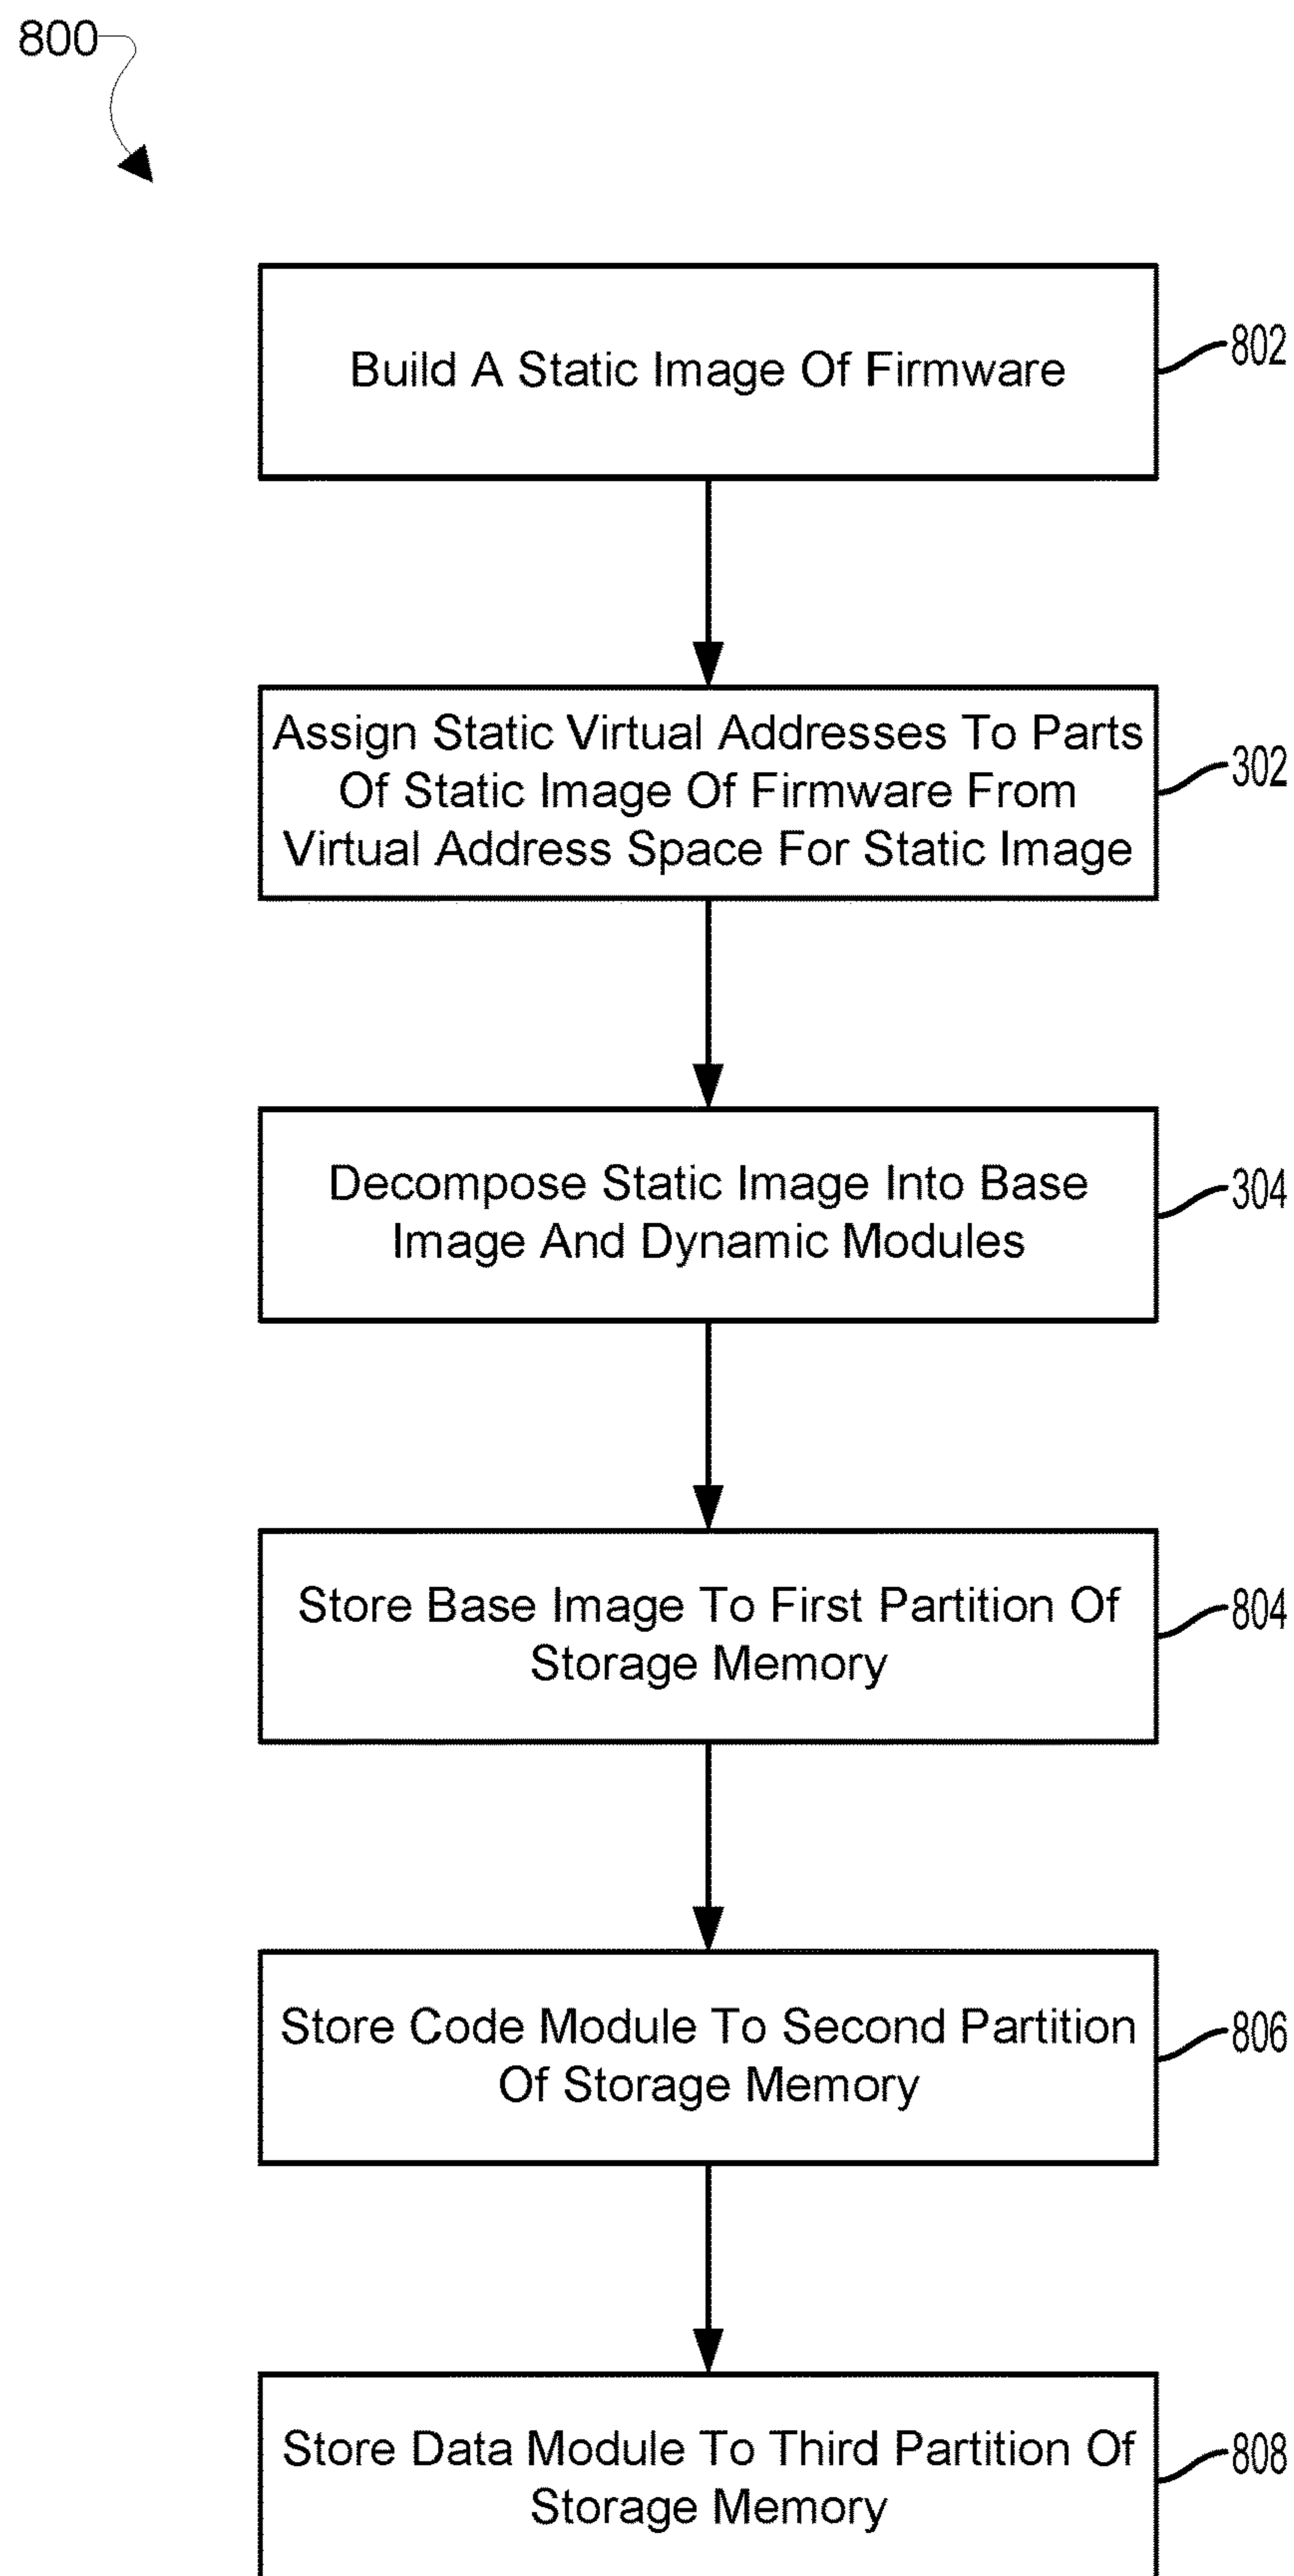 800
Build A Static Image Of Firmware
802
Assign Static Virtual Addresses To Parts
Of Static Image Of Firmware From
Virtual Address Space For Static Image
302
Decompose Static Image Into Base
Image And Dynamic Modules
304
Store Base Image To First Partition Of
Storage Memory
804
Store Code Module To Second Partition
Of Storage Memory
806
Store Data Module To Third Partition Of
Storage Memory
808